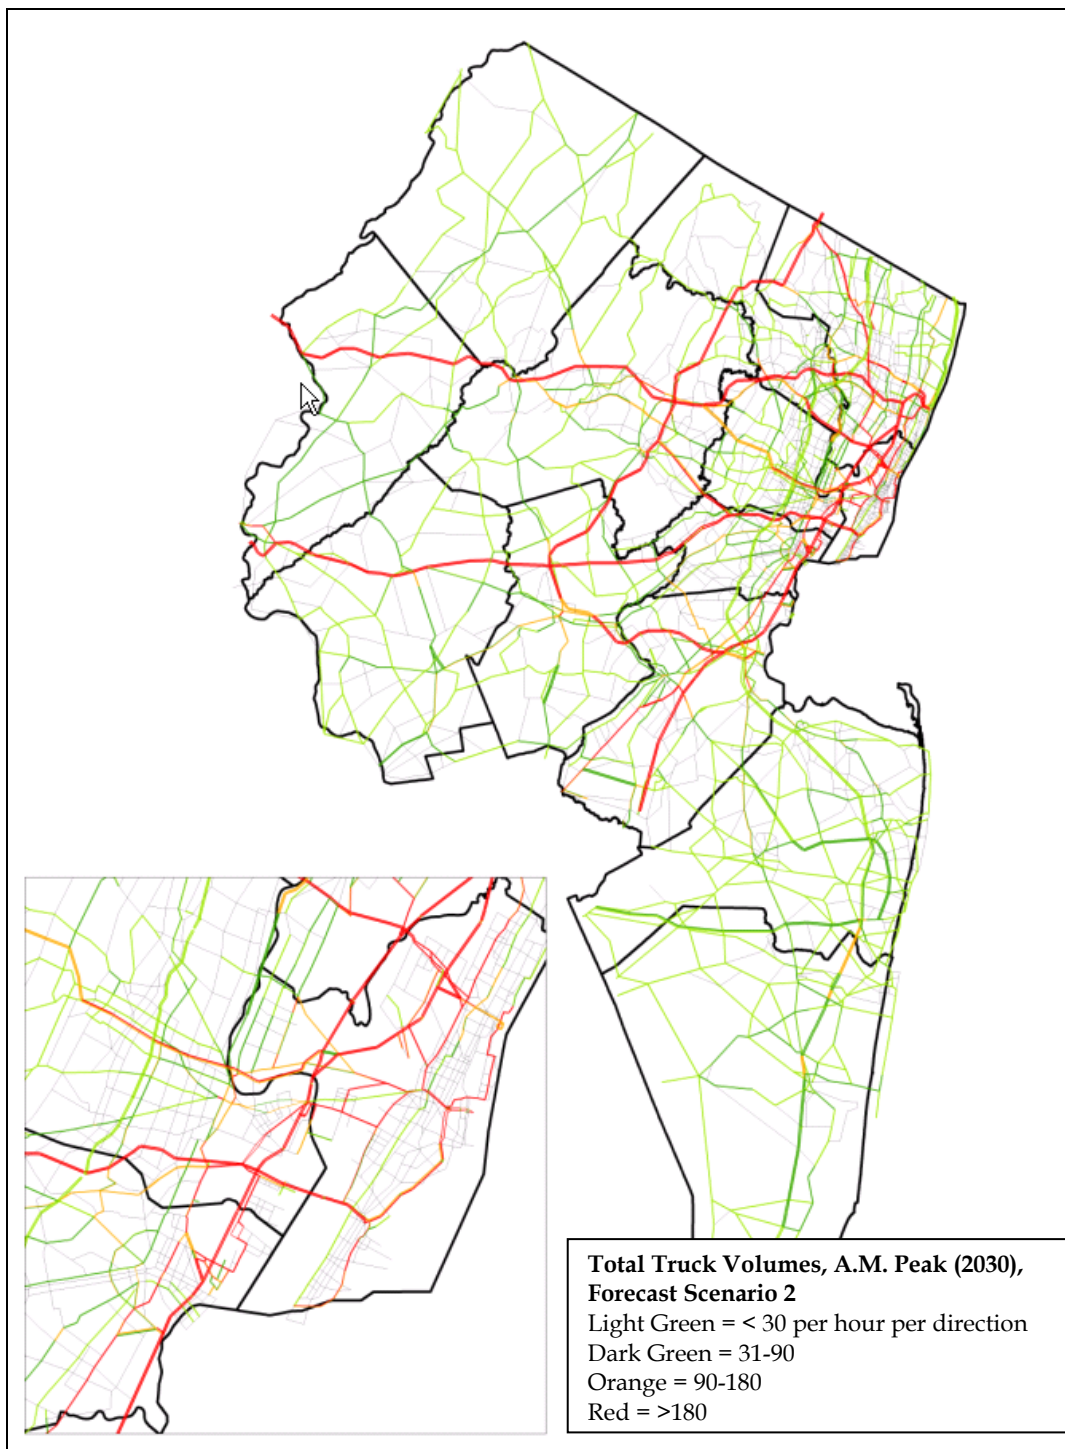 Total Truck Volumes, A.M. Peak (2030),
Forecast Scenario 2
Light Green = < 30 per hour per direction
Dark Green = 31-90
Orange = 90-180
Red = >180